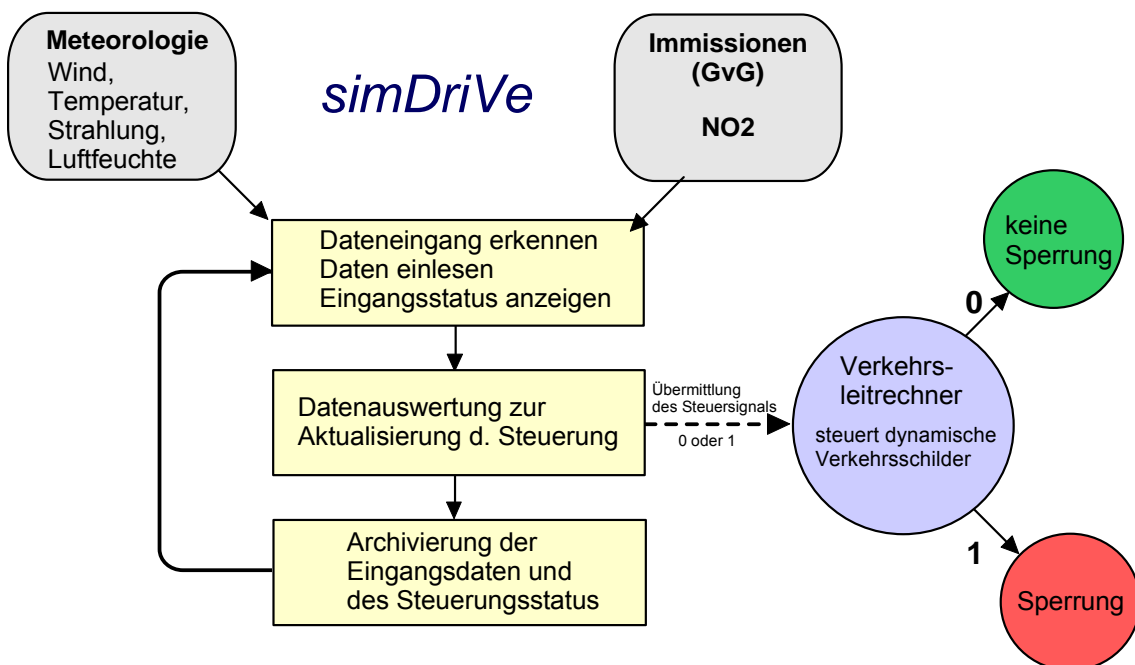 Meteorologie
Wind,
Temperatur,
Strahlung,
Luftfeuchte
simDriVe
Immissionen
(GvG)
NO2
Dateneingang erkennen
Daten einlesen
Eingangsstatus anzeigen
Datenauswertung zur
Aktualisierung d. Steuerung
Übermittlung
des Steuersignals
0 oder 1
Archivierung der
Eingangsdaten und
des Steuerungsstatus
Verkehrs-
leitrechner
steuert dynamische
Verkehrsschilder
0
keine
Sperrung
1
Sperrung